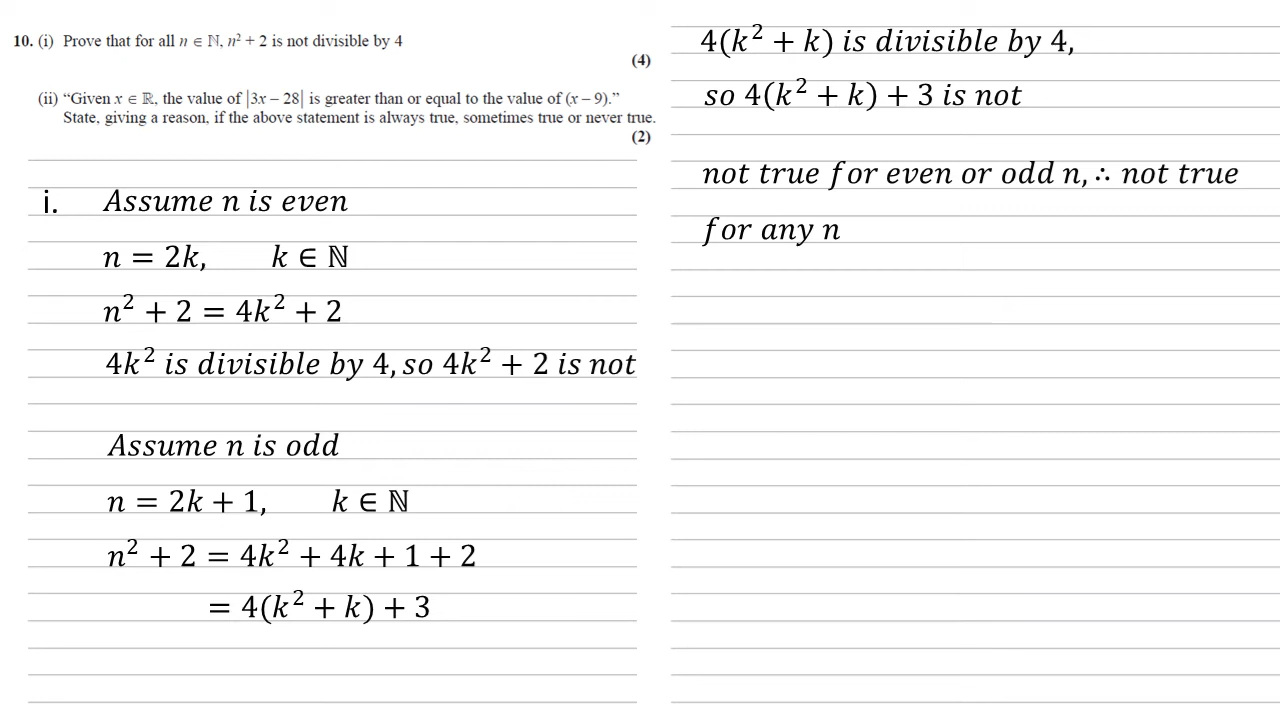 10. (i) Prove that for all n ∈ ℕ, n² + 2 is not divisible by 4
(4)
(ii) “Given x ∈ ℝ, the value of |3x – 28| is greater than or equal to the value of (x – 9).”
State, giving a reason, if the above statement is always true, sometimes true or never true.
(2)
i. Assume n is even
n = 2k, k ∈ ℕ
n² + 2 = 4k² + 2
4k² is divisible by 4, so 4k² + 2 is not
Assume n is odd
n = 2k + 1, k ∈ ℕ
n² + 2 = 4k² + 4k + 1 + 2
= 4(k² + k) + 3
4(k² + k) is divisible by 4,
so 4(k² + k) + 3 is not
not true for even or odd n, ∴ not true
for any n